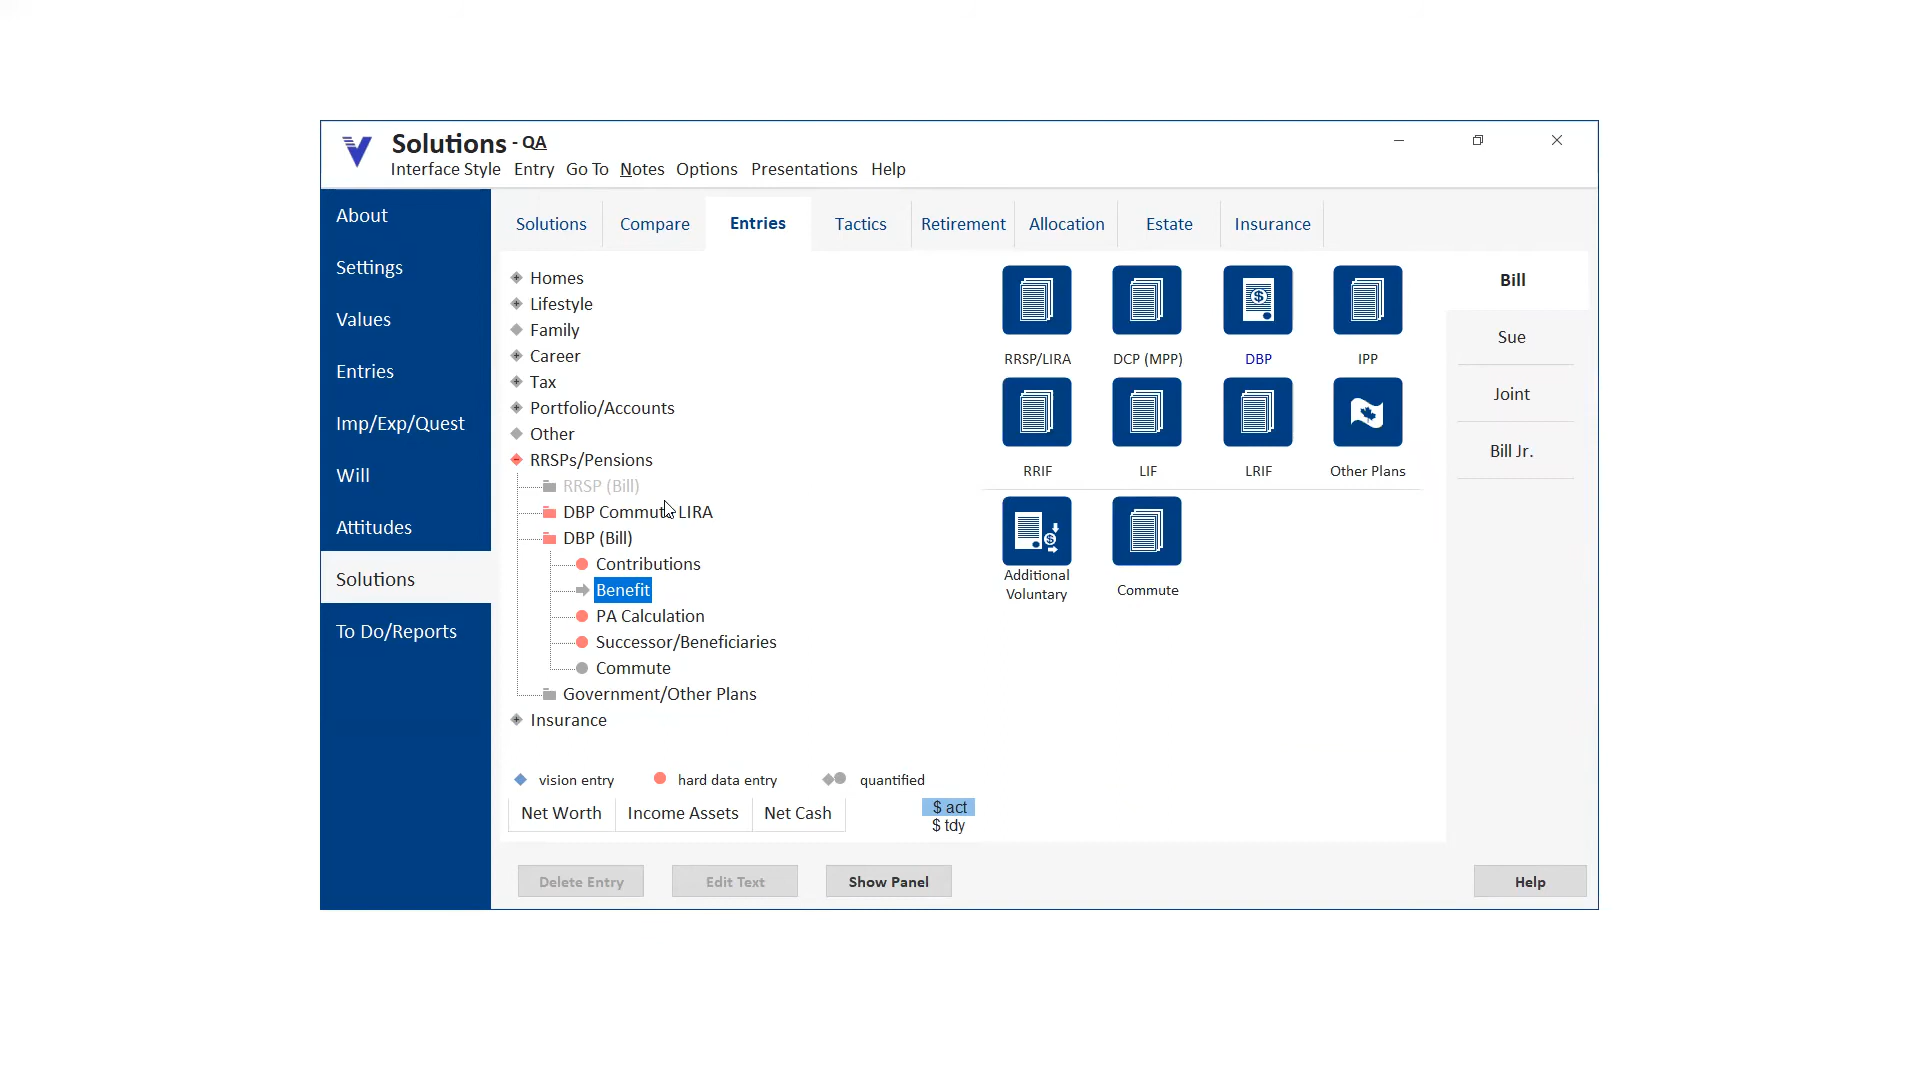 Solutions - QA
Interface Style Entry Go To Notes Options Presentations Help
About
Settings
Values
Entries
Imp/Exp/Quest
Will
Attitudes
Solutions
To Do/Reports
Solutions Compare Entries Tactics Retirement Allocation Estate Insurance
Homes
Lifestyle
Family
Career
Tax
Portfolio/Accounts
Other
RRSPs/Pensions
RRSP (Bill)
DBP Commute LIRA
DBP (Bill)
Contributions
Benefit
PA Calculation
Successor/Beneficiaries
Commute
Government/Other Plans
Insurance
vision entry hard data entry quantified
Net Worth Income Assets Net Cash
$ act
$ tdy
RRSP/LIRA DCP (MPP) DBP IPP
RRIF LIF LRIF Other Plans
Additional
Voluntary
Commute
Bill
Sue
Joint
Bill Jr.
Delete Entry Edit Text Show Panel Help